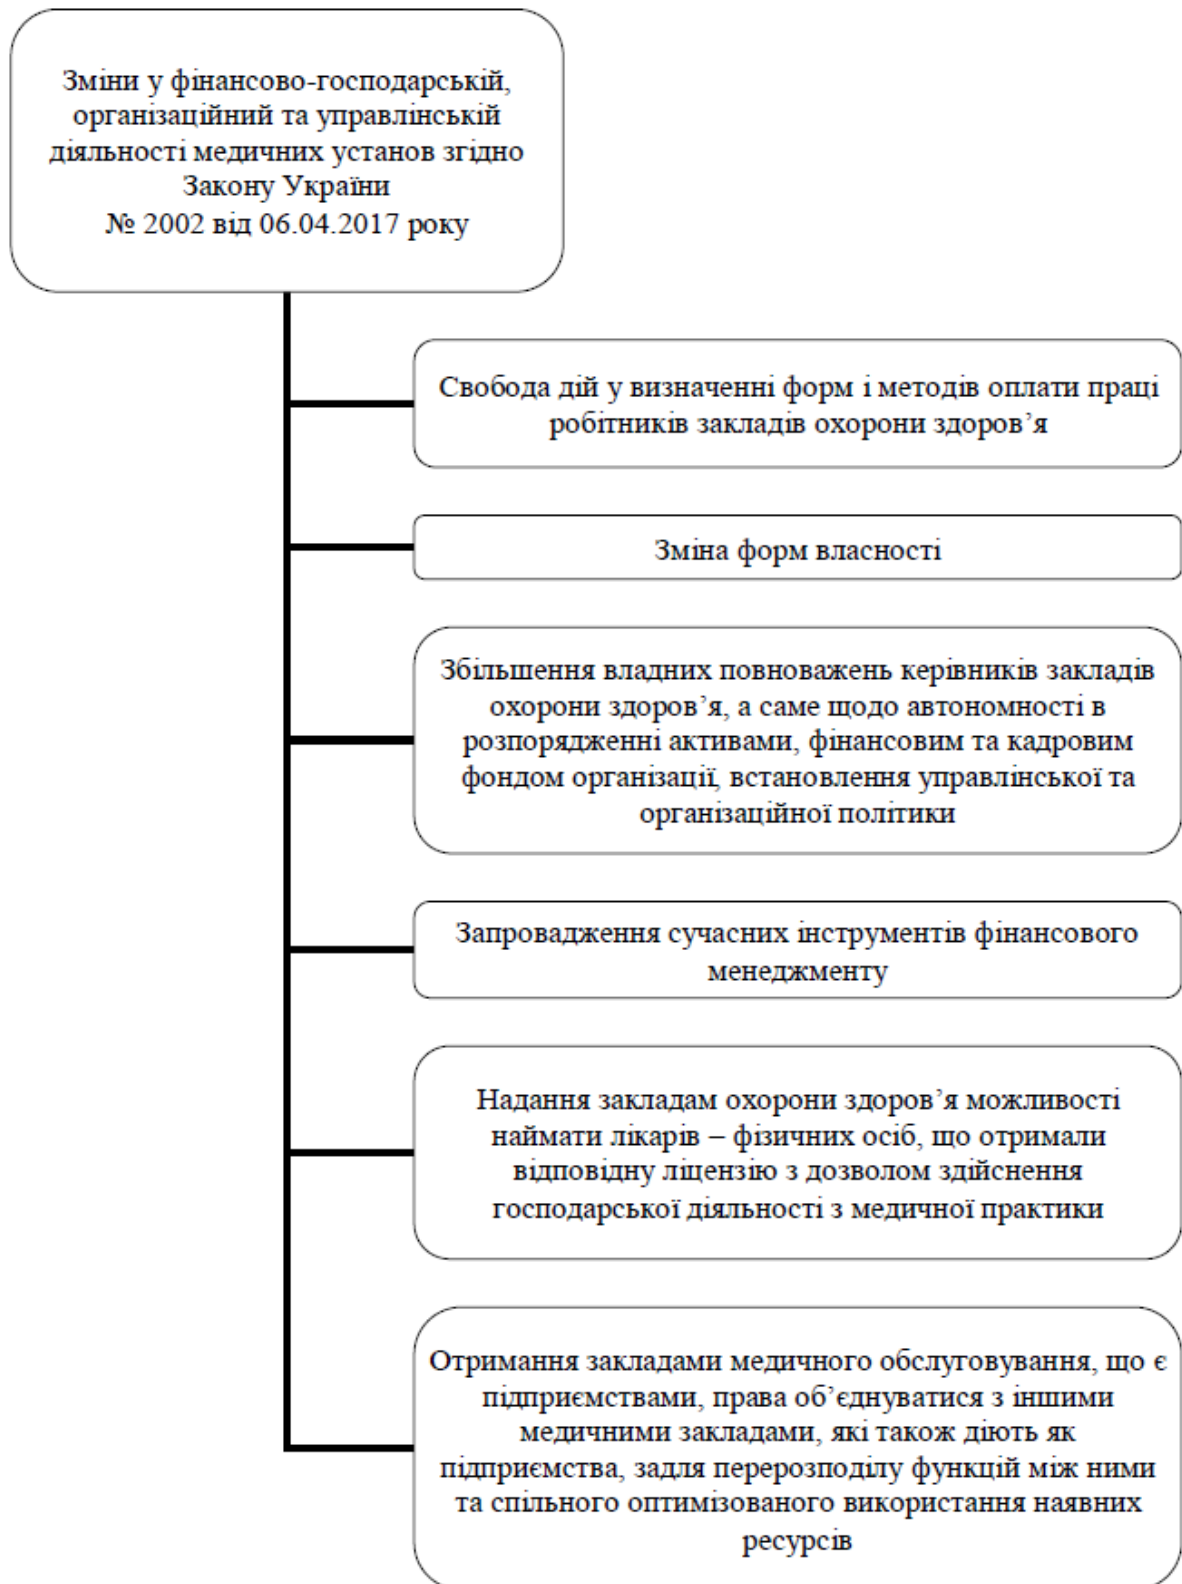 Зміни у фінансово-господарській,
організаційний та управлінській
діяльності медичних установ згідно
Закону України
№ 2002 від 06.04.2017 року
Свобода дій у визначенні форм і методів оплати праці
робітників закладів охорони здоров’я
Зміна форм власності
Збільшення владних повноважень керівників закладів
охорони здоров’я, а саме щодо автономності в
розпорядженні активами, фінансовим та кадровим
фондом організації, встановлення управлінської та
організаційної політики
Запровадження сучасних інструментів фінансового
менеджменту
Надання закладам охорони здоров’я можливості
наймати лікарів – фізичних осіб, що отримали
відповідну ліцензію з дозволом здійснення
господарської діяльності з медичної практики
Отримання закладами медичного обслуговування, що є
підприємствами, права об’єднуватися з іншими
медичними закладами, які також діють як
підприємства, задля перерозподілу функцій між ними
та спільного оптимізованого використання наявних
ресурсів